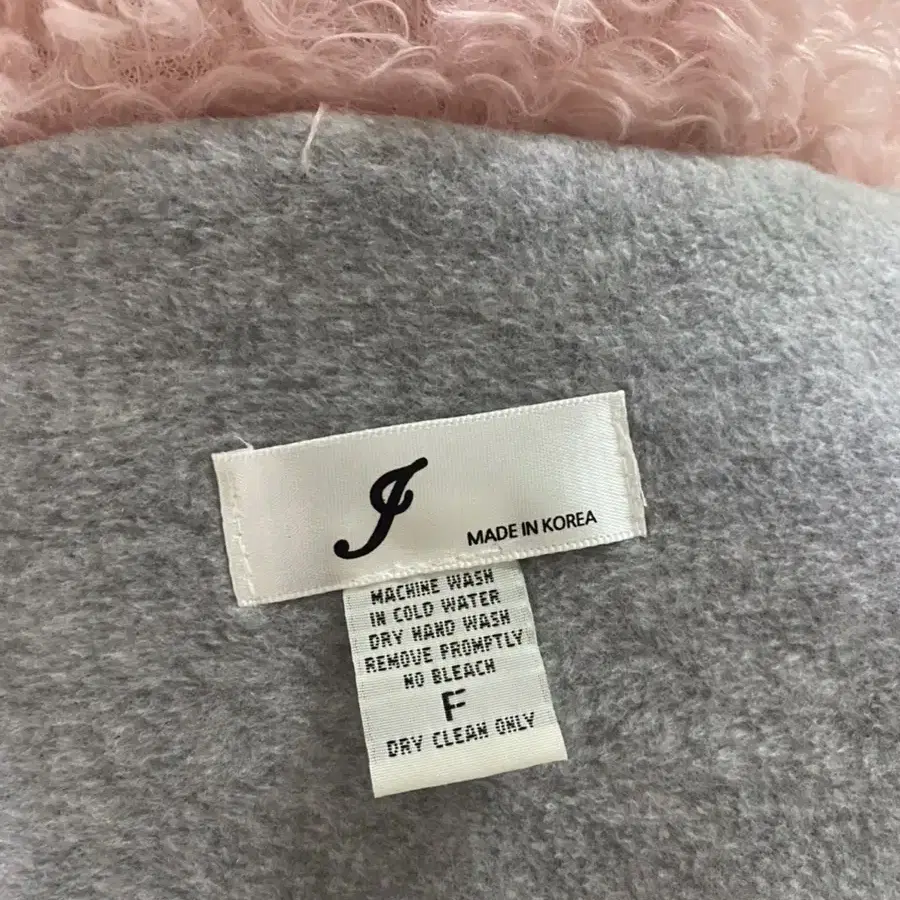 J
MADE IN KOREA
MACHINE WASH
IN COLD WATER
DRY HAND WASH
REMOVE PROMPTLY
NO BLEACH
F
DRY CLEAN ONLY